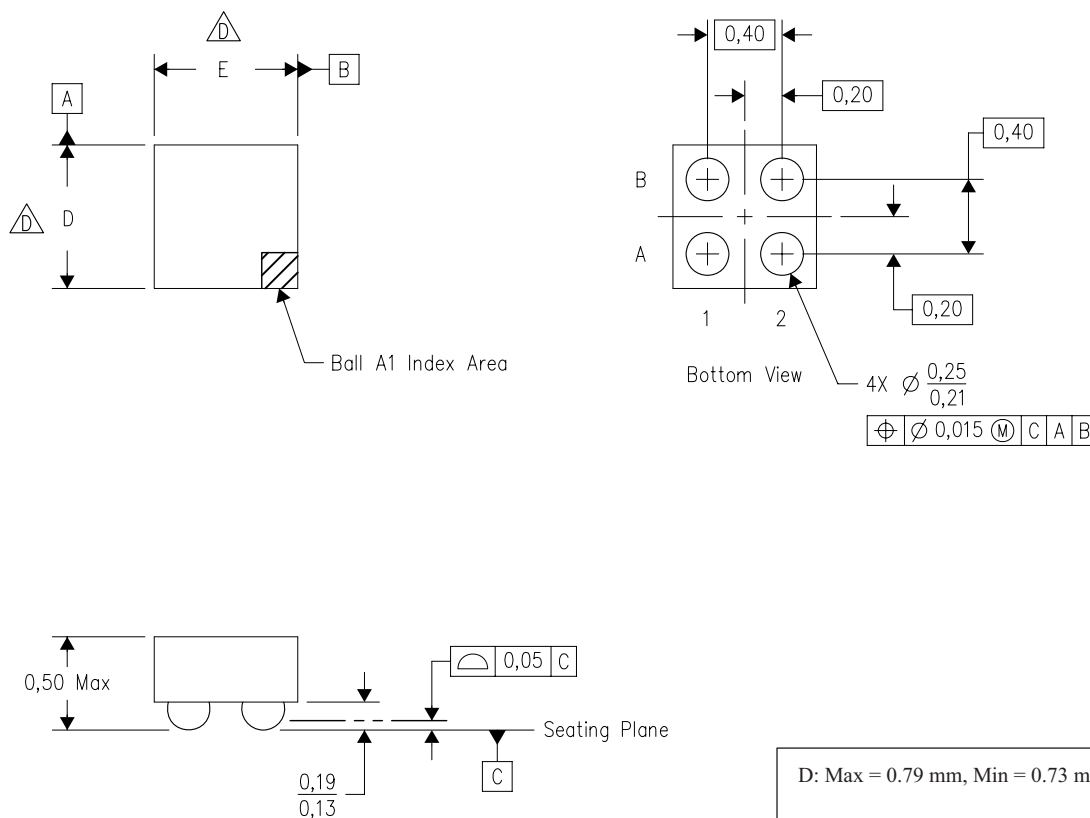 D
E
B
A
D
D
Ball A1 Index Area
0,40
0,20
0,40
B
A
0,20
1 2
Bottom View
4X Ø 0,25
0,21
⌖ Ø 0,015 Ⓜ C A B
0,50 Max
⌓ 0,05 C
Seating Plane
C
0,19
0,13
D: Max = 0.79 mm, Min = 0.73 m